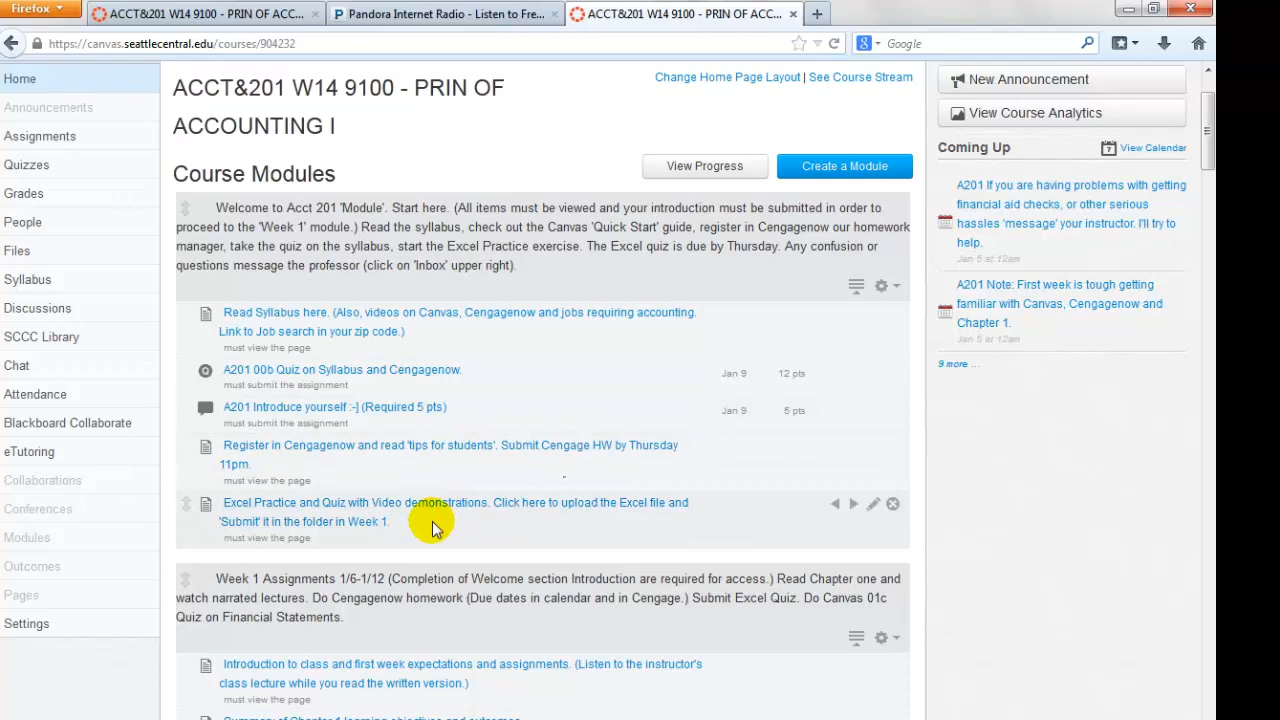 Firefox
ACCT&201 W14 9100 - PRIN OF ACC...
Pandora Internet Radio - Listen to Fre...
ACCT&201 W14 9100 - PRIN OF ACC...
https://canvas.seattlecentral.edu/courses/904232
Google
Home
Announcements
Assignments
Quizzes
Grades
People
Files
Syllabus
Discussions
SCCC Library
Chat
Attendance
Blackboard Collaborate
eTutoring
Collaborations
Conferences
Modules
Outcomes
Pages
Settings
ACCT&201 W14 9100 - PRIN OF
ACCOUNTING I
Change Home Page Layout | See Course Stream
Course Modules
View Progress
Create a Module
Welcome to Acct 201 'Module'. Start here. (All items must be viewed and your introduction must be submitted in order to
proceed to the 'Week 1' module.) Read the syllabus, check out the Canvas 'Quick Start' guide, register in Cengagenow our homework
manager, take the quiz on the syllabus, start the Excel Practice exercise. The Excel quiz is due by Thursday. Any confusion or
questions message the professor (click on 'Inbox' upper right).
Read Syllabus here. (Also, videos on Canvas, Cengagenow and jobs requiring accounting.
Link to Job search in your zip code.)
must view the page
A201 00b Quiz on Syllabus and Cengagenow.
must submit the assignment
Jan 9 12 pts
A201 Introduce yourself :-] (Required 5 pts)
must submit the assignment
Jan 9 5 pts
Register in Cengagenow and read 'tips for students'. Submit Cengage HW by Thursday
11pm.
must view the page
Excel Practice and Quiz with Video demonstrations. Click here to upload the Excel file and
'Submit' it in the folder in Week 1.
must view the page
Week 1 Assignments 1/6-1/12 (Completion of Welcome section Introduction are required for access.) Read Chapter one and
watch narrated lectures. Do Cengagenow homework (Due dates in calendar and in Cengage.) Submit Excel Quiz. Do Canvas 01c
Quiz on Financial Statements.
Introduction to class and first week expectations and assignments. (Listen to the instructor's
class lecture while you read the written version.)
must view the page
Summary of Chapter 1 learning objectives and outcomes
New Announcement
View Course Analytics
Coming Up
7
View Calendar
A201 If you are having problems with getting
financial aid checks, or other serious
hassles 'message' your instructor. I'll try to
help.
Jan 5 at 12am
A201 Note: First week is tough getting
familiar with Canvas, Cengagenow and
Chapter 1.
Jan 5 at 12am
9 more ...